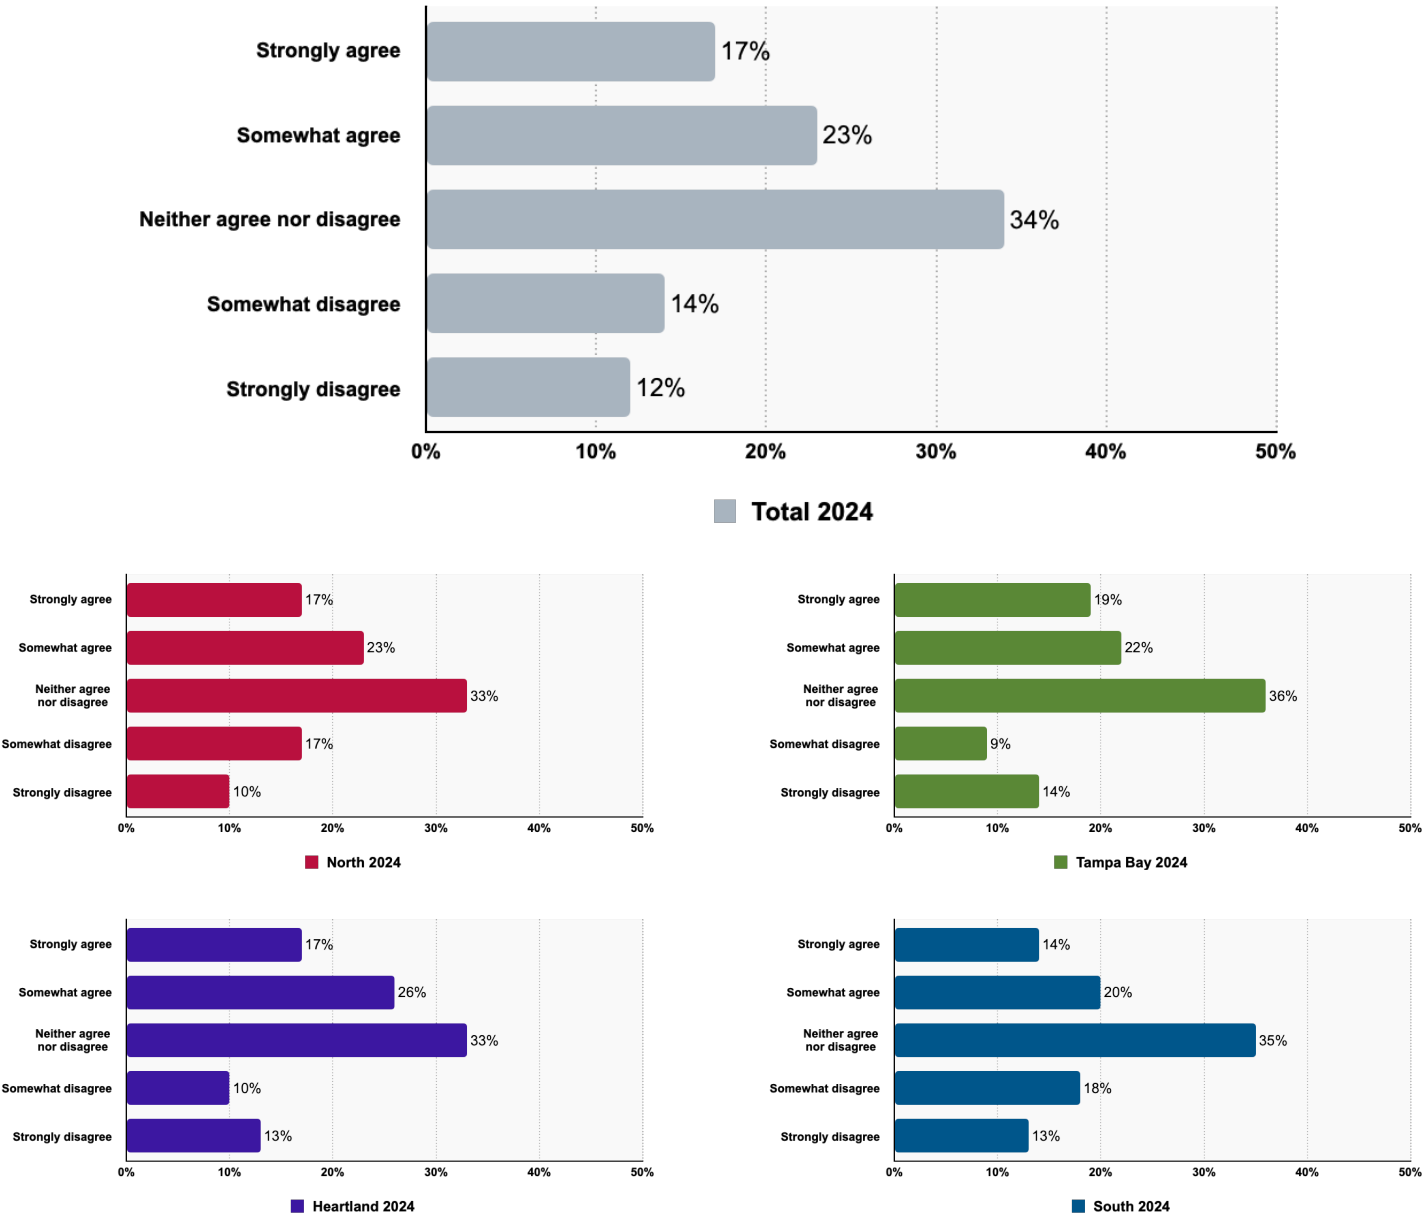 Strongly agree 17%
Somewhat agree 23%
Neither agree nor disagree 34%
Somewhat disagree 14%
Strongly disagree 12%
0% 10% 20% 30% 40% 50%
Total 2024
Strongly agree 17%
Somewhat agree 23%
Neither agree
nor disagree 33%
Somewhat disagree 17%
Strongly disagree 10%
0% 10% 20% 30% 40% 50%
North 2024
Strongly agree 19%
Somewhat agree 22%
Neither agree
nor disagree 36%
Somewhat disagree 9%
Strongly disagree 14%
0% 10% 20% 30% 40% 50%
Tampa Bay 2024
Strongly agree 17%
Somewhat agree 26%
Neither agree
nor disagree 33%
Somewhat disagree 10%
Strongly disagree 13%
0% 10% 20% 30% 40% 50%
Heartland 2024
Strongly agree 14%
Somewhat agree 20%
Neither agree
nor disagree 35%
Somewhat disagree 18%
Strongly disagree 13%
0% 10% 20% 30% 40% 50%
South 2024